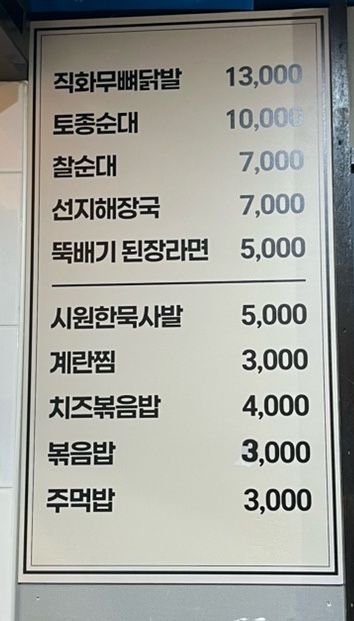 직화무뼈닭발 13,000
토종순대 10,000
찰순대 7,000
선지해장국 7,000
뚝배기 된장라면 5,000
시원한묵사발 5,000
계란찜 3,000
치즈볶음밥 4,000
볶음밥 3,000
주먹밥 3,000